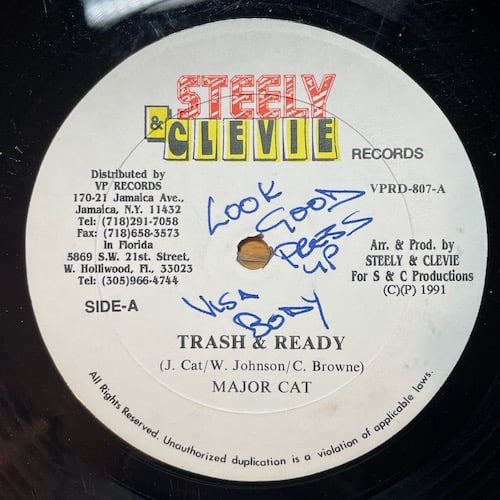 STEELY
& CLEVIE
RECORDS
Distributed by
VP RECORDS
170-21 Jamaica Ave.,
Jamaica, N.Y. 11432
Tel: (718)291-7058
Fax: (718)658-3573
In Florida
5869 S.W. 21st. Street,
W. Holliwood, Fl., 33023
Tel: (305)966-4744
SIDE-A
VPRD-807-A
Arr. & Prod. by
STEELY & CLEVIE
For S & C Productions
(C)(P) 1991
LOOK
GOOD
PRESS
UP
VISA
BODY
TRASH & READY
(J. Cat/W. Johnson/C. Browne)
MAJOR CAT
All Rights Reserved. Unauthorized duplication is a violation of applicable laws.